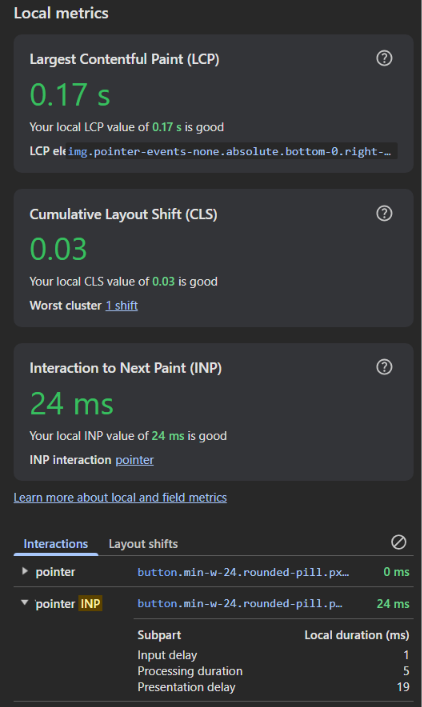 Local metrics
Largest Contentful Paint (LCP)
0.17 s
Your local LCP value of 0.17 s is good
LCP ele img.pointer-events-none.absolute.bottom-0.right-…
Cumulative Layout Shift (CLS)
0.03
Your local CLS value of 0.03 is good
Worst cluster 1 shift
Interaction to Next Paint (INP)
24 ms
Your local INP value of 24 ms is good
INP interaction pointer
Learn more about local and field metrics
Interactions Layout shifts
pointer button.min-w-24.rounded-pill.px… 0 ms
pointer INP button.min-w-24.rounded-pill.p… 24 ms
Subpart Local duration (ms)
Input delay 1
Processing duration 5
Presentation delay 19